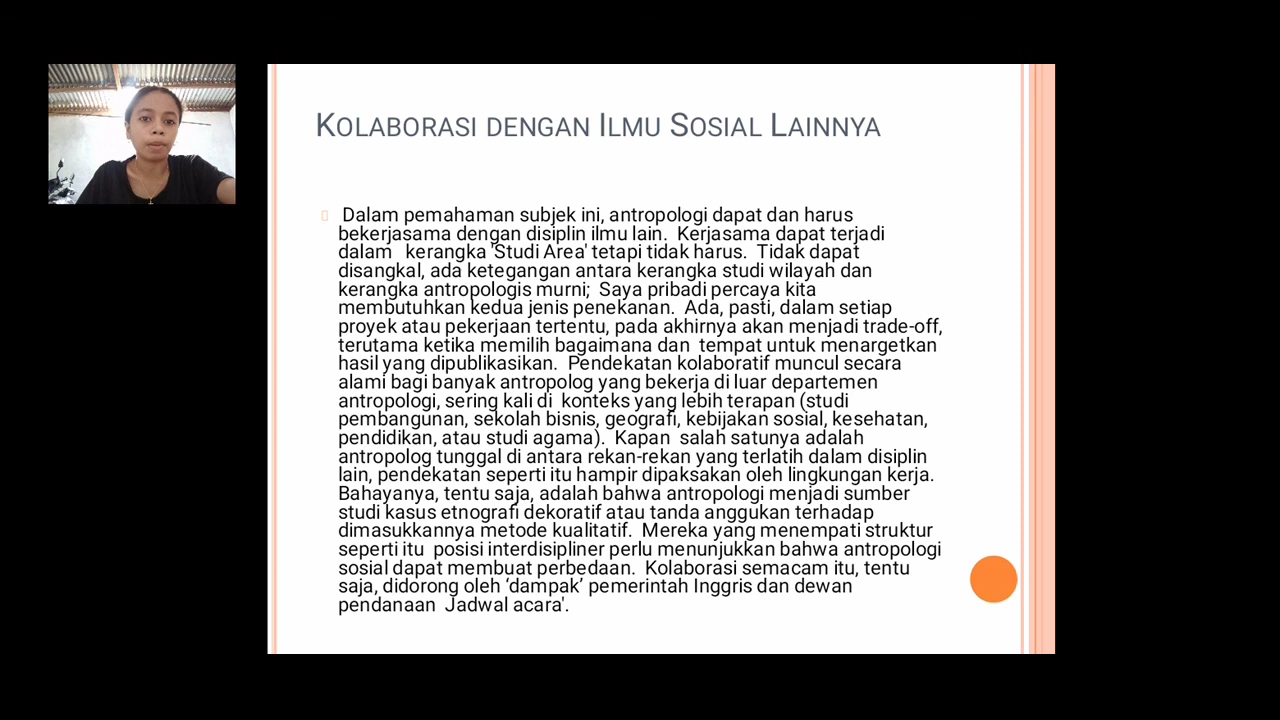 KOLABORASI DENGAN ILMU SOSIAL LAINNYA
Dalam pemahaman subjek ini, antropologi dapat dan harus
bekerjasama dengan disiplin ilmu lain. Kerjasama dapat terjadi
dalam kerangka 'Studi Area' tetapi tidak harus. Tidak dapat
disangkal, ada ketegangan antara kerangka studi wilayah dan
kerangka antropologis murni; Saya pribadi percaya kita
membutuhkan kedua jenis penekanan. Ada, pasti, dalam setiap
proyek atau pekerjaan tertentu, pada akhirnya akan menjadi trade-off,
terutama ketika memilih bagaimana dan tempat untuk menargetkan
hasil yang dipublikasikan. Pendekatan kolaboratif muncul secara
alami bagi banyak antropolog yang bekerja di luar departemen
antropologi, sering kali di konteks yang lebih terapan (studi
pembangunan, sekolah bisnis, geografi, kebijakan sosial, kesehatan,
pendidikan, atau studi agama). Kapan salah satunya adalah
antropolog tunggal di antara rekan-rekan yang terlatih dalam disiplin
lain, pendekatan seperti itu hampir dipaksakan oleh lingkungan kerja.
Bahayanya, tentu saja, adalah bahwa antropologi menjadi sumber
studi kasus etnografi dekoratif atau tanda anggukan terhadap
dimasukkannya metode kualitatif. Mereka yang menempati struktur
seperti itu posisi interdisipliner perlu menunjukkan bahwa antropologi
sosial dapat membuat perbedaan. Kolaborasi semacam itu, tentu
saja, didorong oleh ‘dampak’ pemerintah Inggris dan dewan
pendanaan Jadwal acara'.